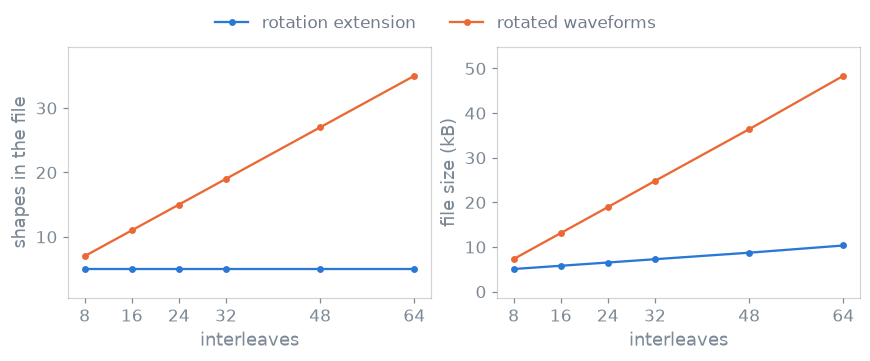 rotation extension rotated waveforms
shapes in the file
30
20
10
8 16 24 32 48 64
interleaves
file size (kB)
50
40
30
20
10
0
8 16 24 32 48 64
interleaves